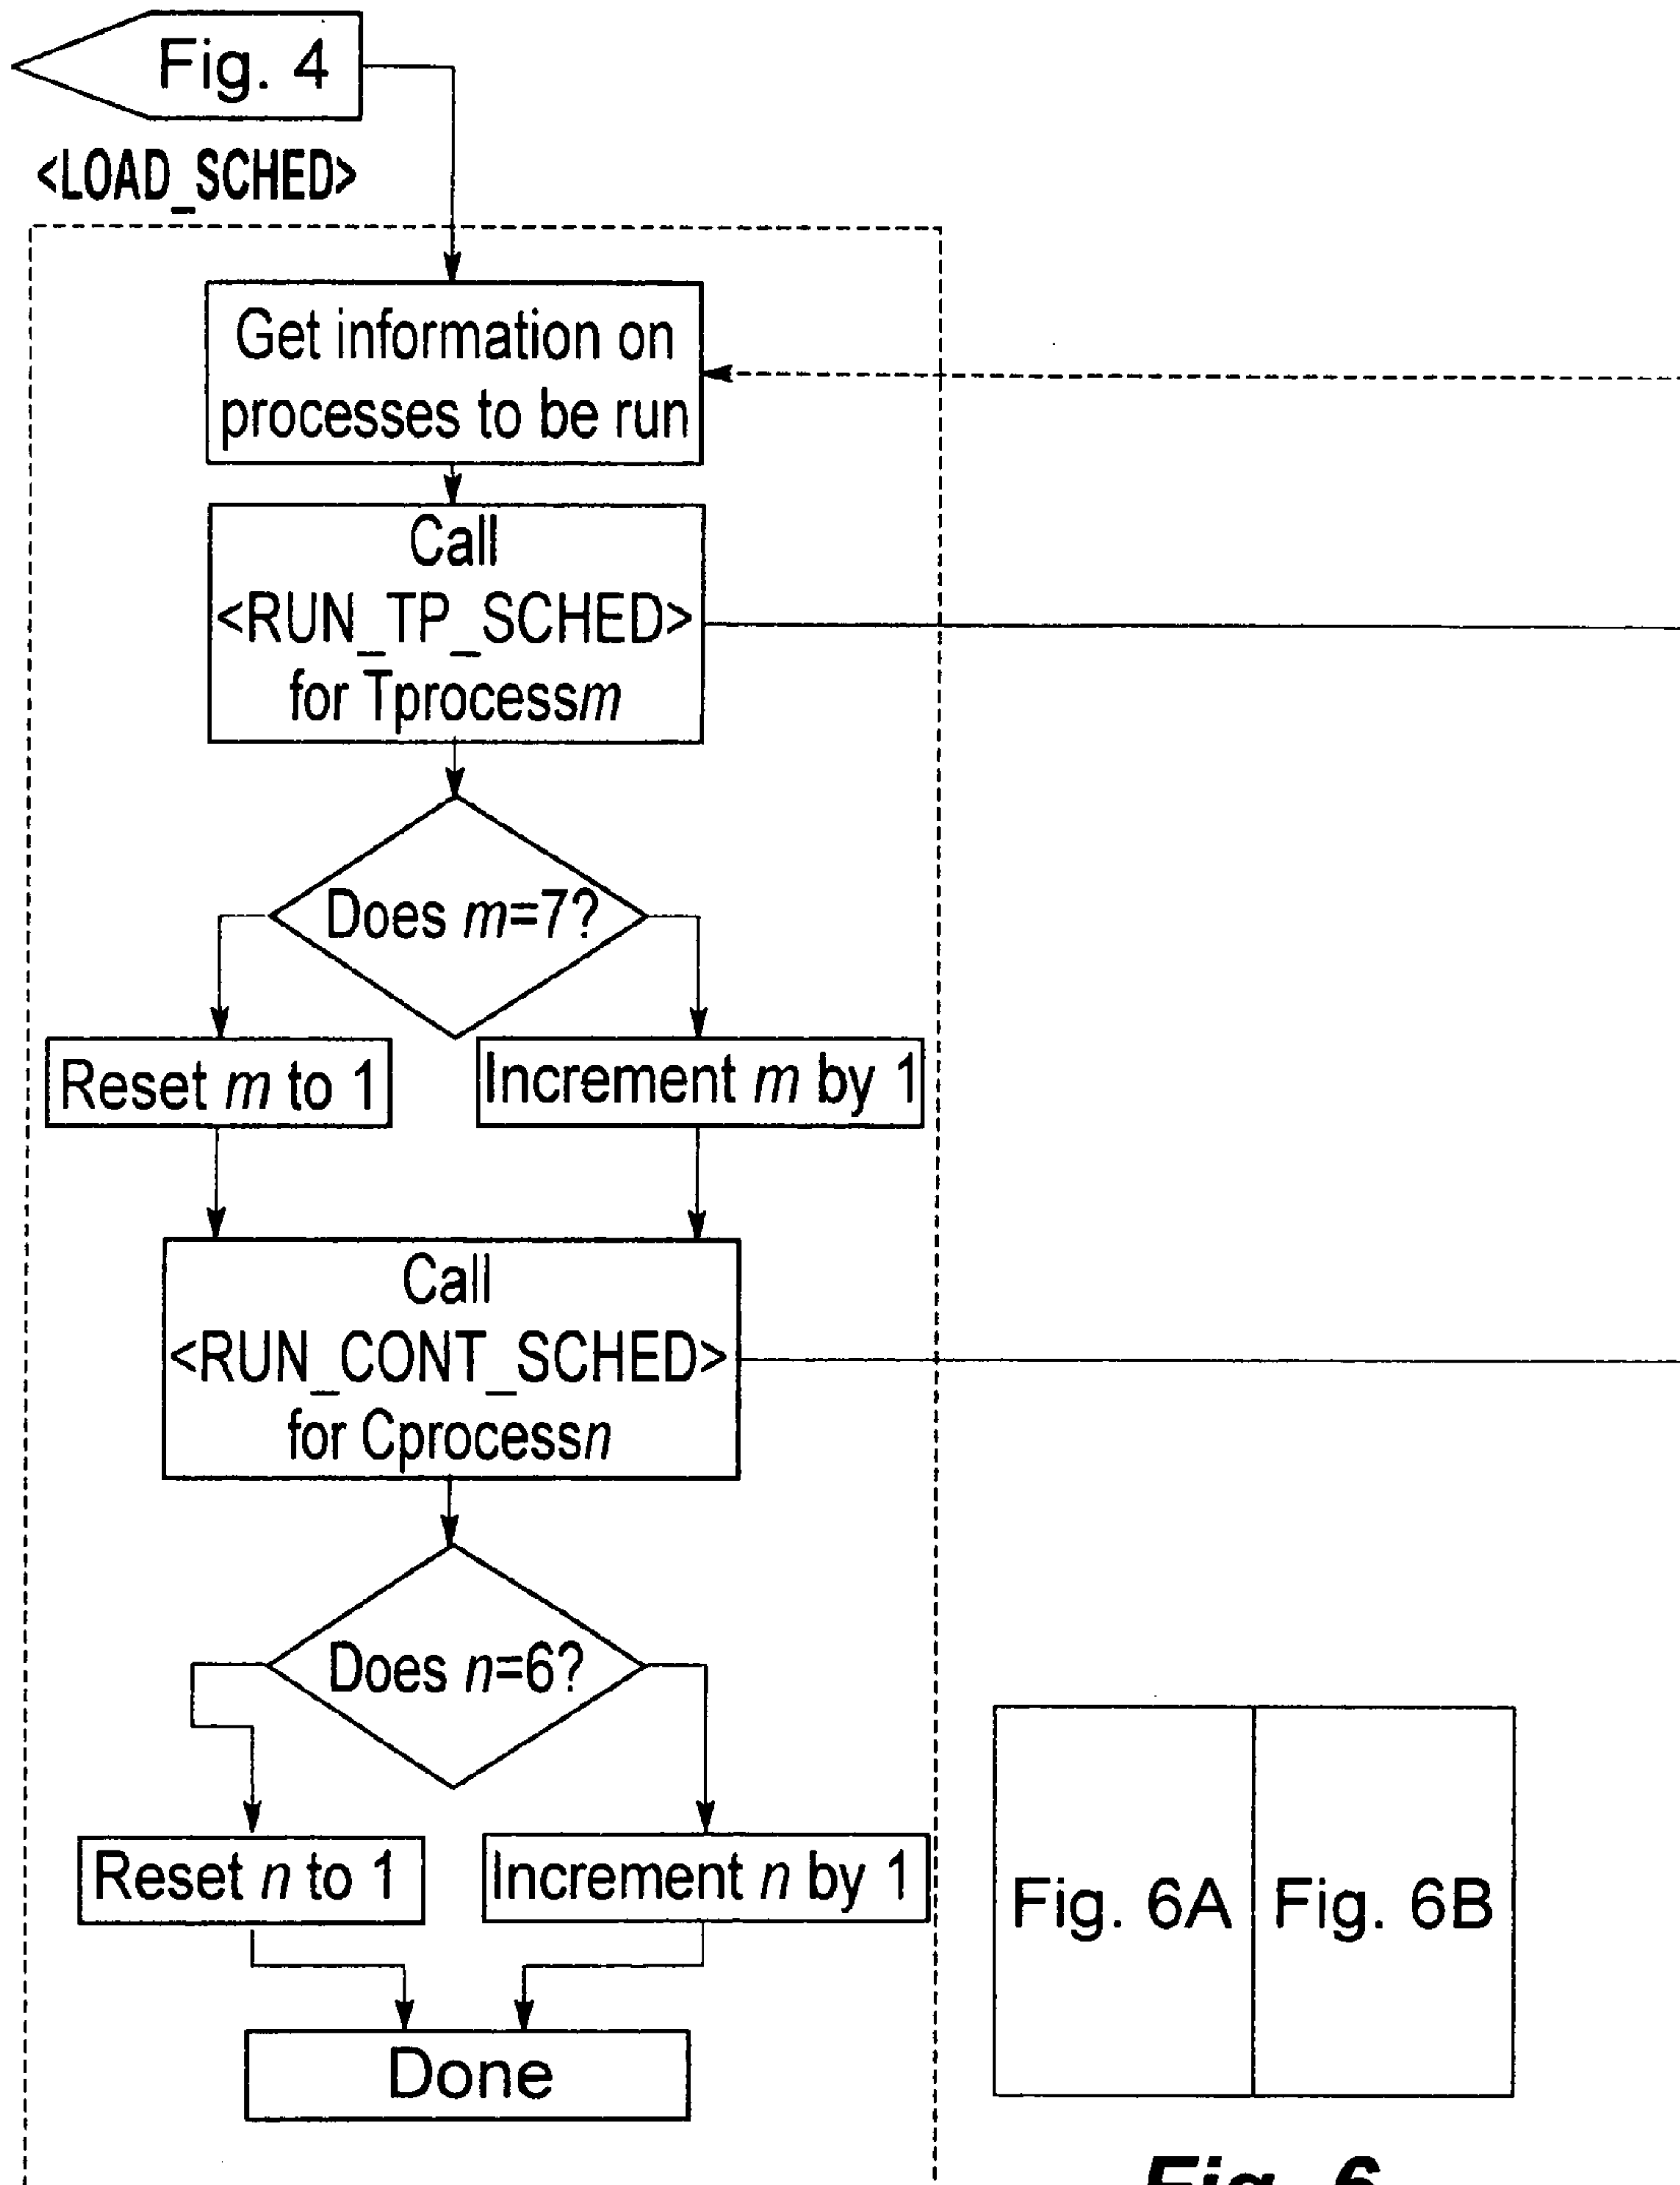 Fig. 4
<LOAD_SCHED>
Get information on
processes to be run
Call
<RUN_TP_SCHED>
for Tprocessm
Does m=7?
Reset m to 1
Increment m by 1
Call
<RUN_CONT_SCHED>
for Cprocessn
Does n=6?
Reset n to 1
Increment n by 1
Done
Fig. 6A
Fig. 6B
Fig. 6